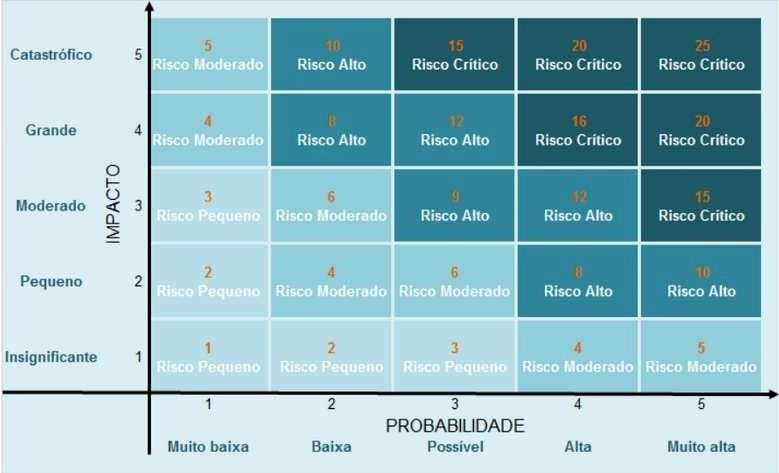 Catastrófico 5
5 10 15 20 25
Risco Moderado Risco Alto Risco Crítico Risco Crítico Risco Crítico
Grande 4
4 8 12 16 20
Risco Moderado Risco Alto Risco Alto Risco Crítico Risco Crítico
IMPACTO
Moderado 3
3 6 9 12 15
Risco Pequeno Risco Moderado Risco Alto Risco Alto Risco Crítico
Pequeno 2
2 4 6 8 10
Risco Pequeno Risco Moderado Risco Moderado Risco Alto Risco Alto
Insignificante 1
1 2 3 4 5
Risco Pequeno Risco Pequeno Risco Pequeno Risco Moderado Risco Moderado
1 2 3 4 5
PROBABILIDADE
Muito baixa Baixa Possível Alta Muito alta